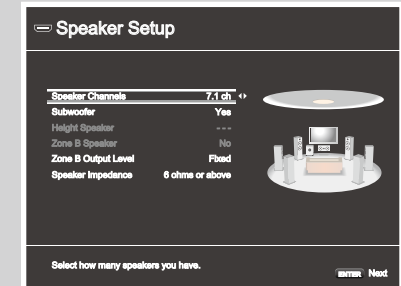 Speaker Setup
Speaker Channels 7.1 ch
Subwoofer Yes
Height Speaker ---
Zone B Speaker No
Zone B Output Level Fixed
Speaker Impedance 6 ohms or above
Select how many speakers you have.
ENTER Next